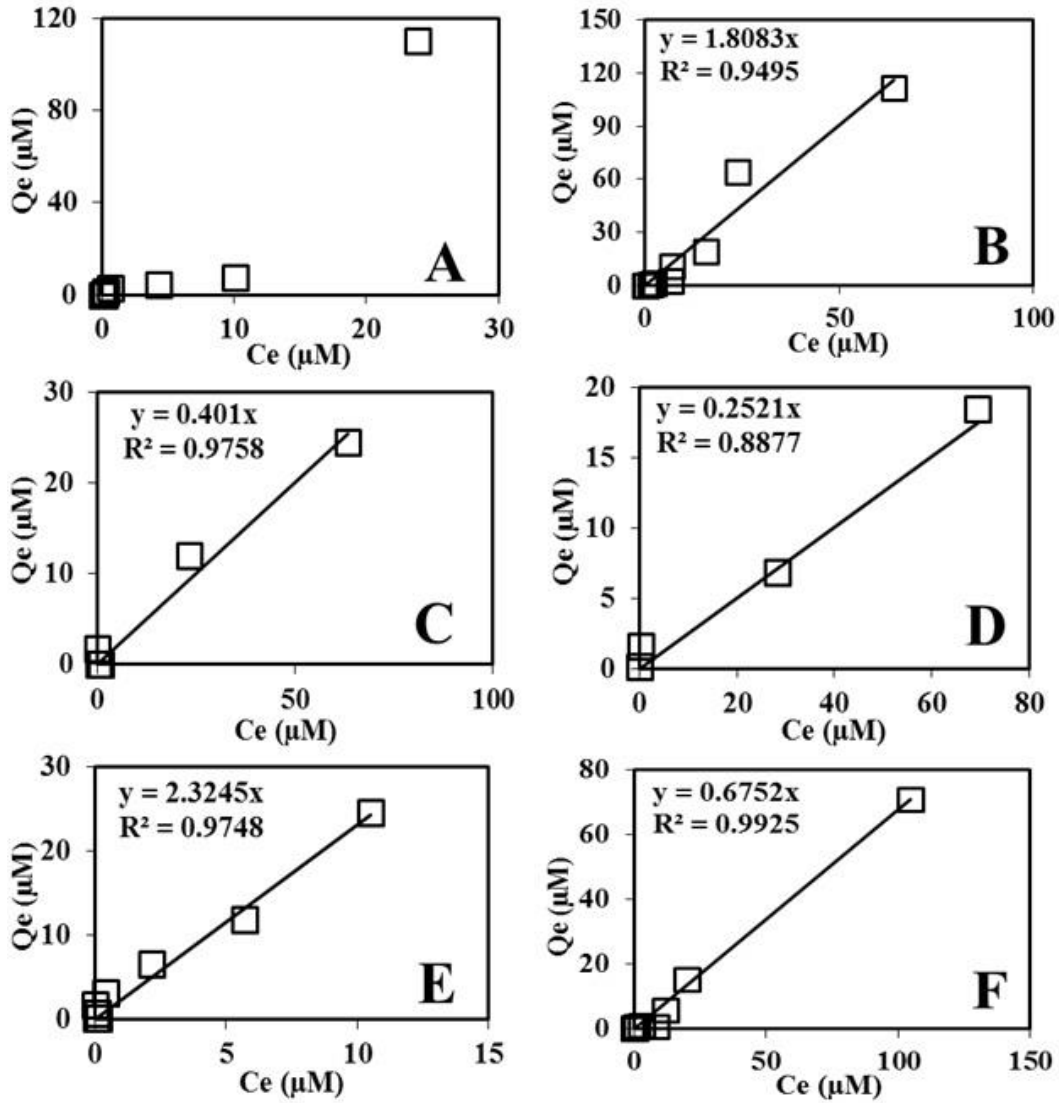 120
80
40
0
0
10
20
30
Qe (µM)
Ce (µM)
A
150
120
90
60
30
0
0
50
100
Qe (µM)
Ce (µM)
y = 1.8083x
R² = 0.9495
B
30
20
10
0
0
50
100
Qe (µM)
Ce (µM)
y = 0.401x
R² = 0.9758
C
20
15
10
5
0
0
20
40
60
80
Qe (µM)
Ce (µM)
y = 0.2521x
R² = 0.8877
D
30
20
10
0
0
5
10
15
Qe (µM)
Ce (µM)
y = 2.3245x
R² = 0.9748
E
80
60
40
20
0
0
50
100
150
Qe (µM)
Ce (µM)
y = 0.6752x
R² = 0.9925
F